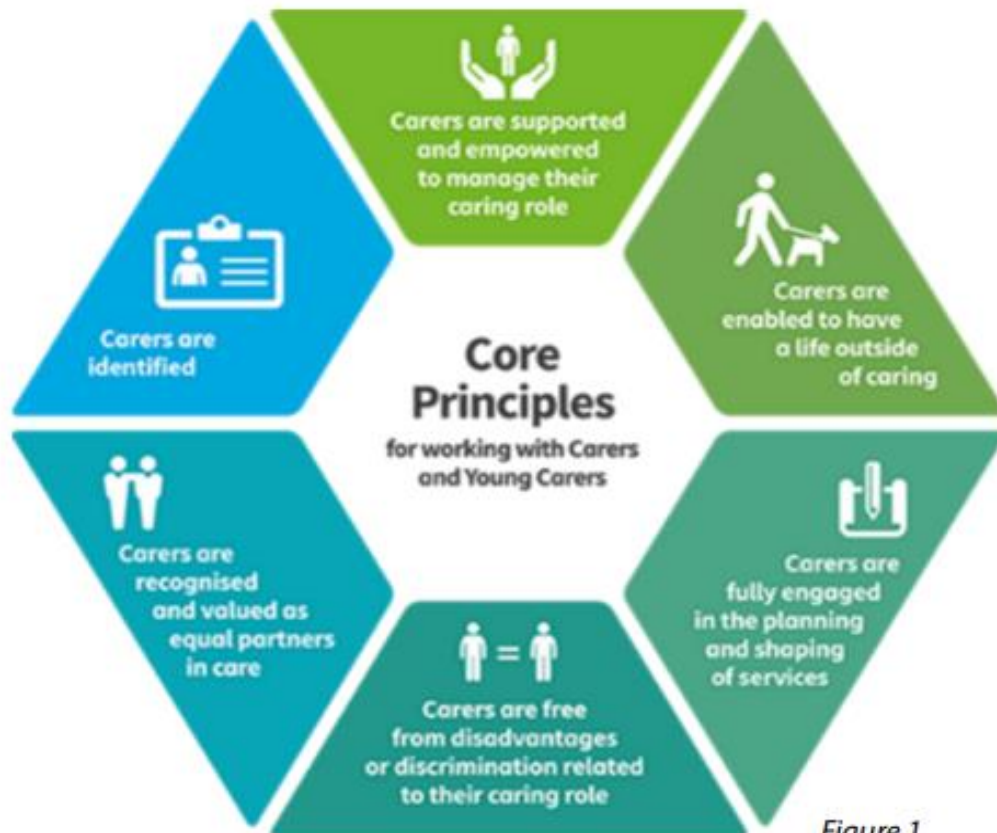 Carers are supported
and empowered
to manage their
caring role
Carers are
enabled to have
a life outside
of caring
Carers are
identified
Core
Principles
for working with Carers
and Young Carers
Carers are
recognised
and valued as
equal partners
in care
Carers are
fully engaged
in the planning
and shaping
of services
Carers are free
from disadvantages
or discrimination related
to their caring role
Figure 1